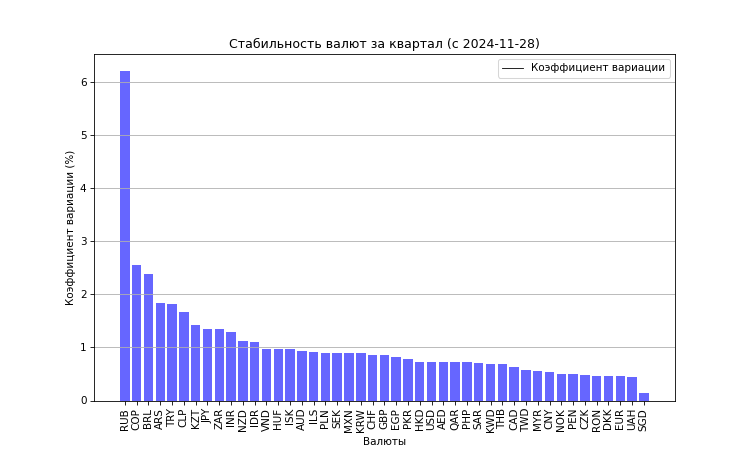 Стабильность валют за квартал (с 2024-11-28)
Коэффициент вариации
Коэффициент вариации (%)
6
5
4
3
2
1
0
RUB COP BRL ARS TRY CLP KZT JPY ZAR INR NZD IDR VND HUF ISK AUD ILS PLN SEK MXN KRW CHF GBP EGP PKR HKD USD AED QAR PHP SAR KWD THB CAD TWD MYR CNY NOK PEN CZK RON DKK EUR UAH SGD
Валюты